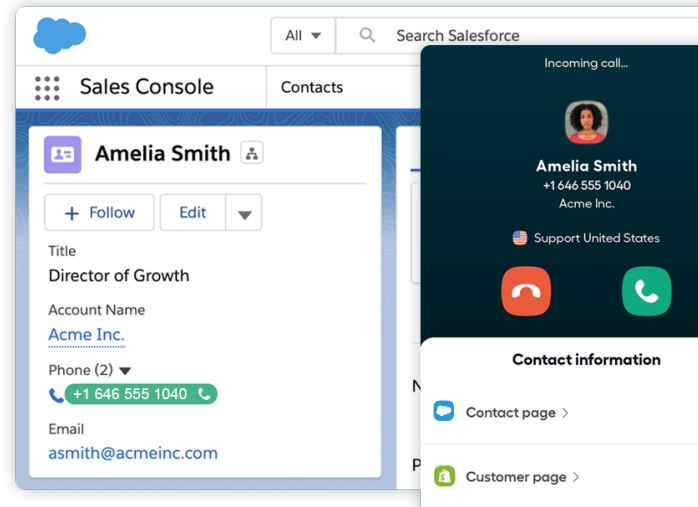 All
Search Salesforce
Sales Console
Contacts
Amelia Smith
+ Follow
Edit
Title
Director of Growth
Account Name
Acme Inc.
Phone (2)
+1 646 555 1040
Email
asmith@acmeinc.com
Incoming call...
Amelia Smith
+1 646 555 1040
Acme Inc.
Support United States
Contact information
Contact page >
Customer page >